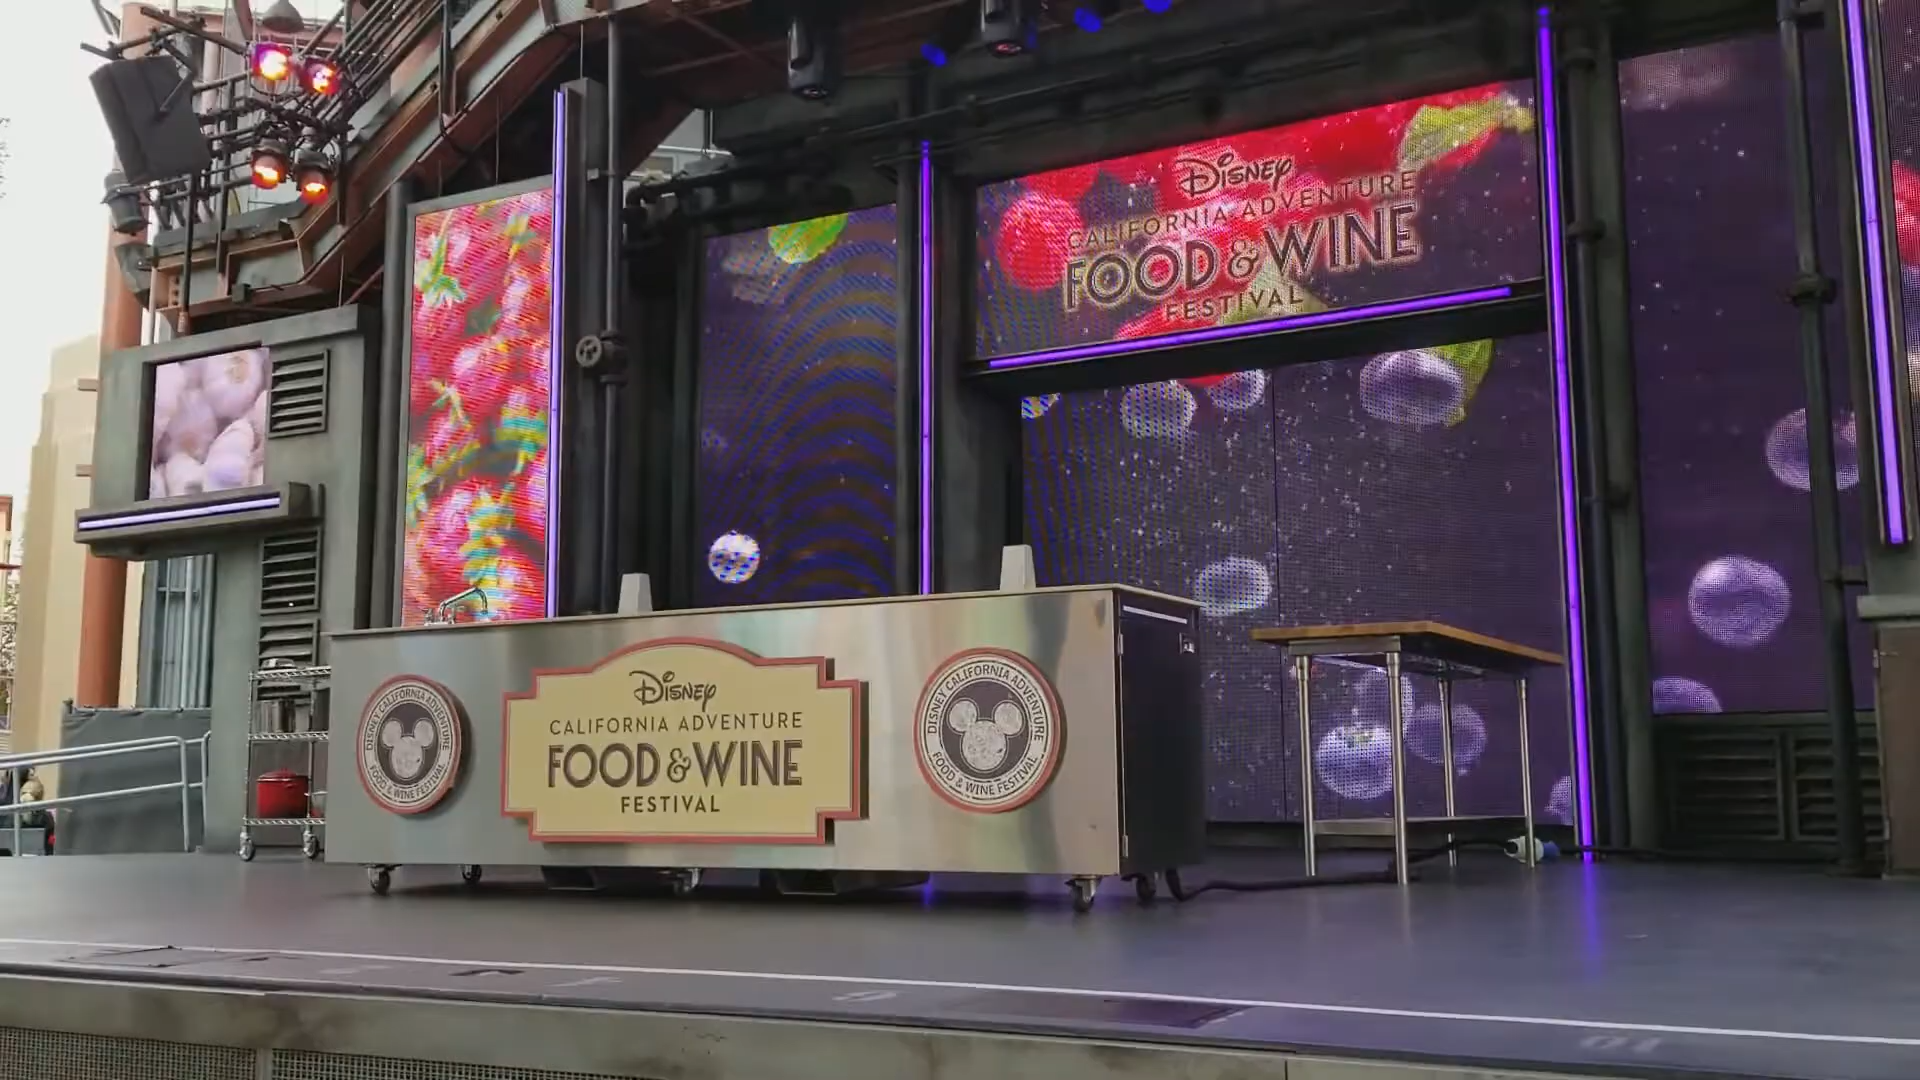 Disney
CALIFORNIA ADVENTURE
FOOD & WINE
FESTIVAL
DISNEY CALIFORNIA ADVENTURE
FOOD & WINE FESTIVAL
Disney
CALIFORNIA ADVENTURE
FOOD & WINE
FESTIVAL
DISNEY CALIFORNIA ADVENTURE
FOOD & WINE FESTIVAL
10